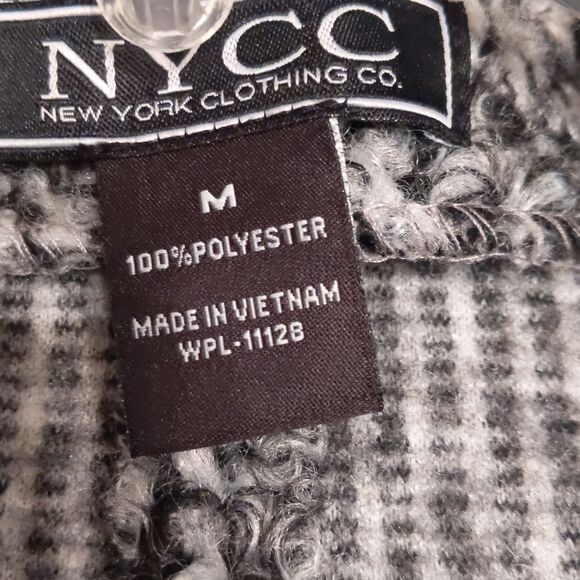 NYCC
NEW YORK CLOTHING CO.
M
100%POLYESTER
MADE IN VIETNAM
WPL-11128